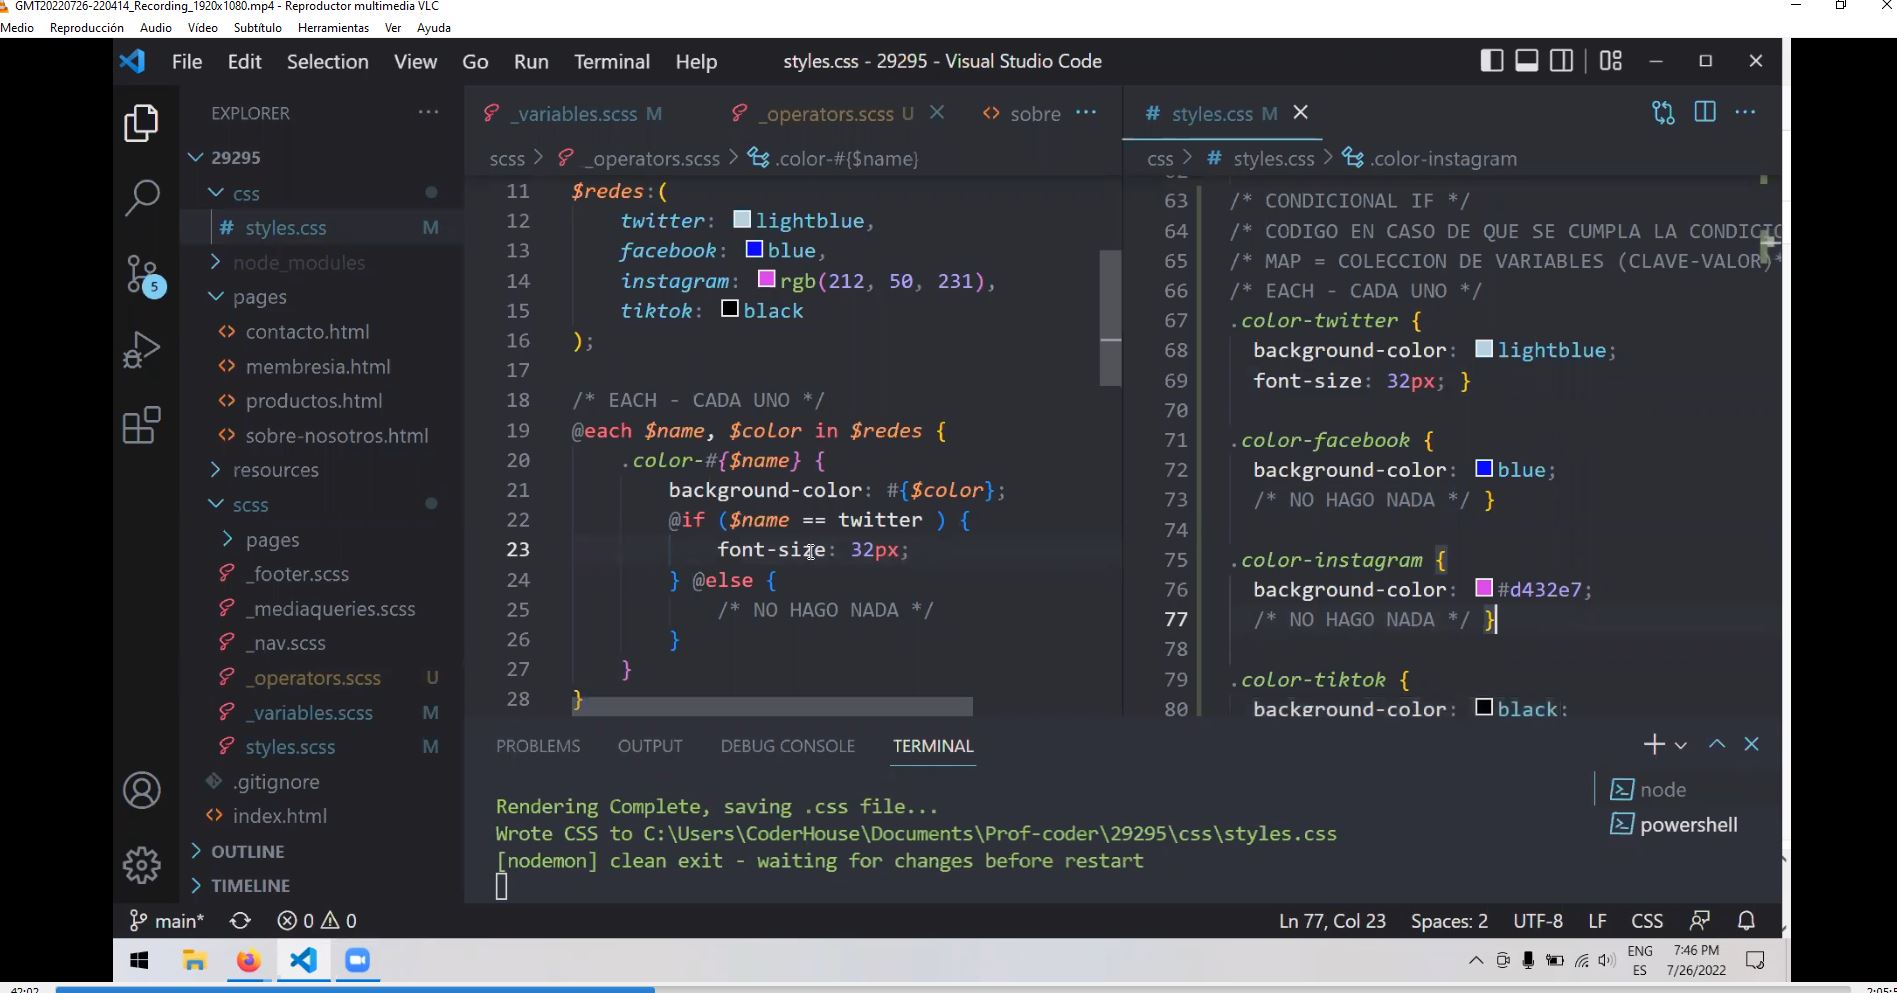 GMT20220726-220414_Recording_1920x1080.mp4 - Reproductor multimedia VLC
Medio Reproducción Audio Vídeo Subtítulo Herramientas Ver Ayuda
File Edit Selection View Go Run Terminal Help styles.css - 29295 - Visual Studio Code
EXPLORER ···
29295
css
# styles.css M
node_modules
pages
<> contacto.html
<> membresia.html
<> productos.html
<> sobre-nosotros.html
resources
scss
pages
_footer.scss
_mediaqueries.scss
_nav.scss
_operators.scss U
_variables.scss M
styles.scss M
.gitignore
<> index.html
OUTLINE
TIMELINE
5
_variables.scss M _operators.scss U <> sobre ···
scss > _operators.scss > .color-#{$name}
11 $redes:(
12 twitter: lightblue,
13 facebook: blue,
14 instagram: rgb(212, 50, 231),
15 tiktok: black
16 );
17
18 /* EACH - CADA UNO */
19 @each $name, $color in $redes {
20 .color-#{$name} {
21 background-color: #{$color};
22 @if ($name == twitter ) {
23 font-size: 32px;
24 } @else {
25 /* NO HAGO NADA */
26 }
27 }
28 }
# styles.css M
css > # styles.css > .color-instagram
63 /* CONDICIONAL IF */
64 /* CODIGO EN CASO DE QUE SE CUMPLA LA CONDICIO
65 /* MAP = COLECCION DE VARIABLES (CLAVE-VALOR)*
66 /* EACH - CADA UNO */
67 .color-twitter {
68 background-color: lightblue;
69 font-size: 32px; }
70
71 .color-facebook {
72 background-color: blue;
73 /* NO HAGO NADA */ }
74
75 .color-instagram {
76 background-color: #d432e7;
77 /* NO HAGO NADA */ }
78
79 .color-tiktok {
80 background-color: black;
PROBLEMS OUTPUT DEBUG CONSOLE TERMINAL
Rendering Complete, saving .css file...
Wrote CSS to C:\Users\CoderHouse\Documents\Prof-coder\29295\css\styles.css
[nodemon] clean exit - waiting for changes before restart
node
powershell
main* 0 0 Ln 77, Col 23 Spaces: 2 UTF-8 LF CSS
ENG
ES
7:46 PM
7/26/2022
42:02